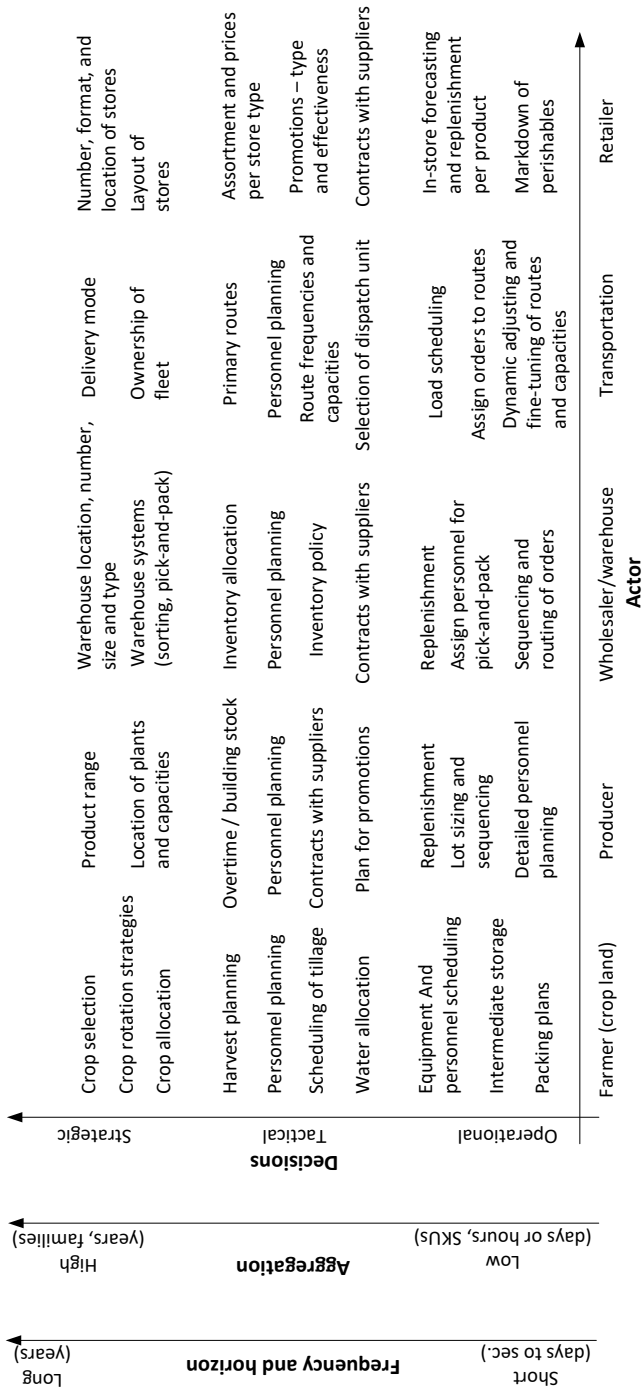 Long
(years)
Frequency and horizon
Short
(days to sec.)
High
(years, families)
Aggregation
Low
(days or hours, SKUs)
Decisions
Strategic
Tactical
Operational
Crop selection
Crop rotation strategies
Crop allocation
Product range
Location of plants
and capacities
Warehouse location, number,
size and type
Warehouse systems
(sorting, pick-and-pack)
Delivery mode
Ownership of
fleet
Number, format, and
location of stores
Layout of
stores
Harvest planning
Personnel planning
Scheduling of tillage
Water allocation
Overtime / building stock
Personnel planning
Contracts with suppliers
Plan for promotions
Inventory allocation
Personnel planning
Inventory policy
Contracts with suppliers
Primary routes
Personnel planning
Route frequencies and
capacities
Selection of dispatch unit
Assortment and prices
per store type
Promotions – type
and effectiveness
Contracts with suppliers
Equipment And
personnel scheduling
Intermediate storage
Packing plans
Replenishment
Lot sizing and
sequencing
Detailed personnel
planning
Replenishment
Assign personnel for
pick-and-pack
Sequencing and
routing of orders
Load scheduling
Assign orders to routes
Dynamic adjusting and
fine-tuning of routes
and capacities
In-store forecasting
and replenishment
per product
Markdown of
perishables
Farmer (crop land)
Producer
Wholesaler/warehouse
Transportation
Retailer
Actor